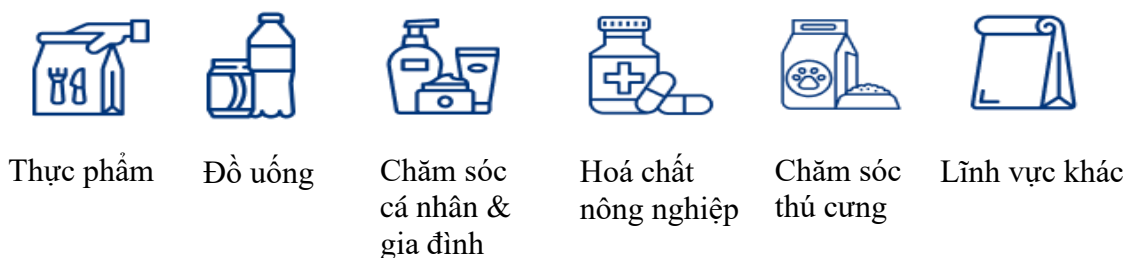 Thực phẩm
Đồ uống
Chăm sóc
cá nhân &
gia đình
Hoá chất
nông nghiệp
Chăm sóc
thú cưng
Lĩnh vực khác